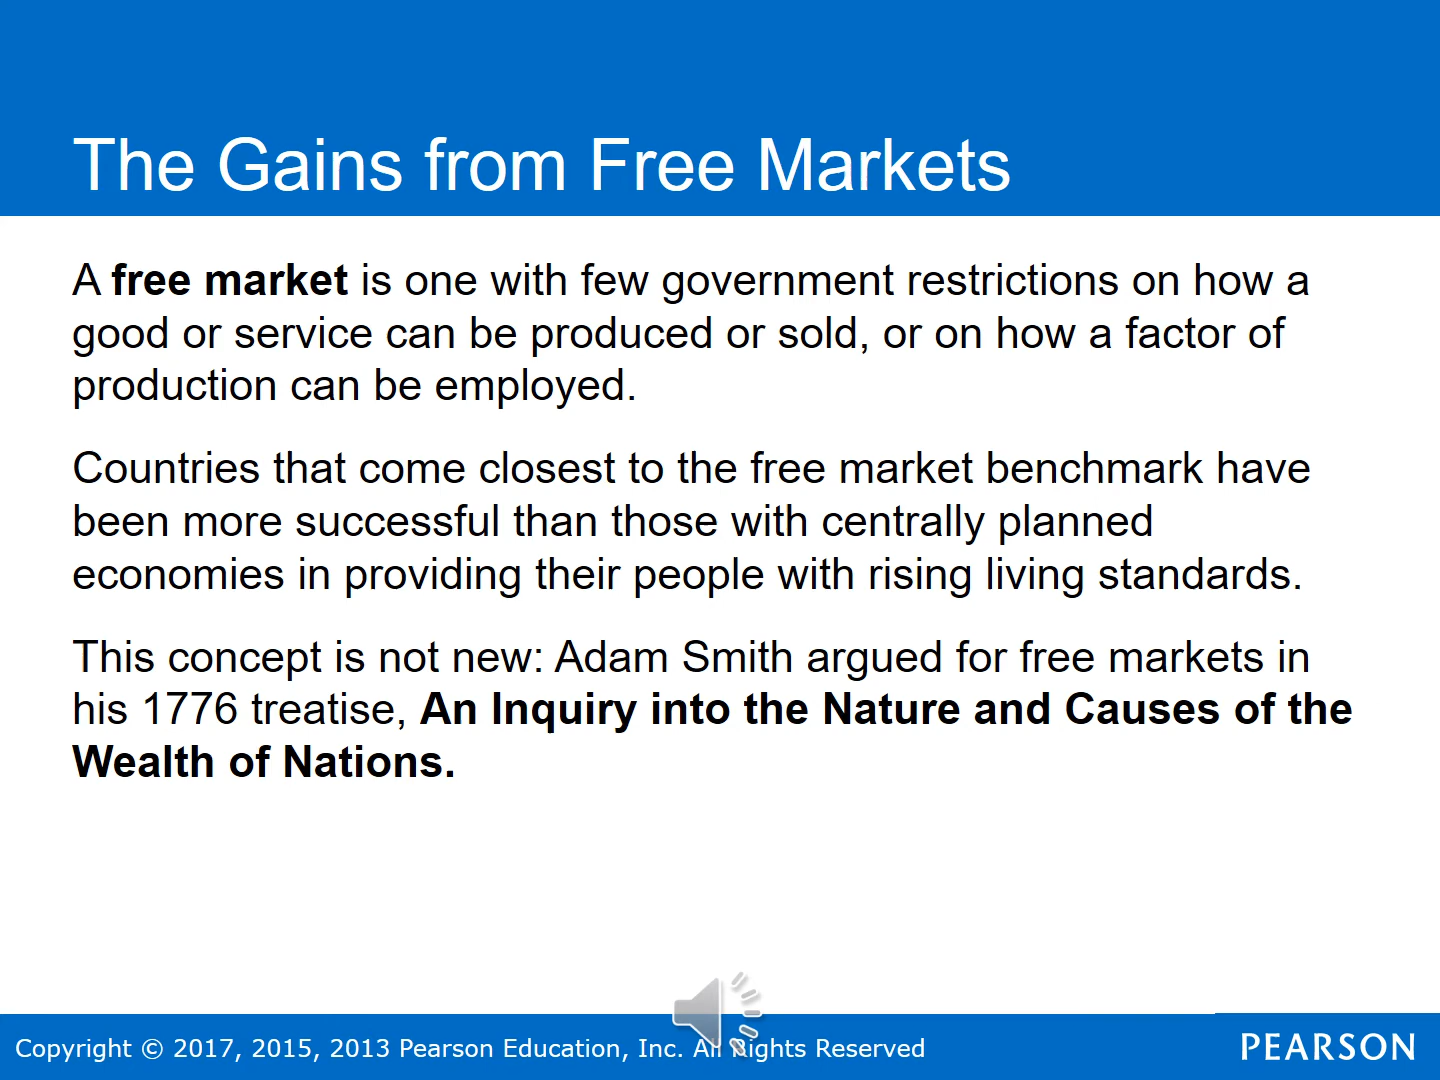 The Gains from Free Markets
A free market is one with few government restrictions on how a
good or service can be produced or sold, or on how a factor of
production can be employed.
Countries that come closest to the free market benchmark have
been more successful than those with centrally planned
economies in providing their people with rising living standards.
This concept is not new: Adam Smith argued for free markets in
his 1776 treatise, An Inquiry into the Nature and Causes of the
Wealth of Nations.
Copyright © 2017, 2015, 2013 Pearson Education, Inc. All Rights Reserved
PEARSON